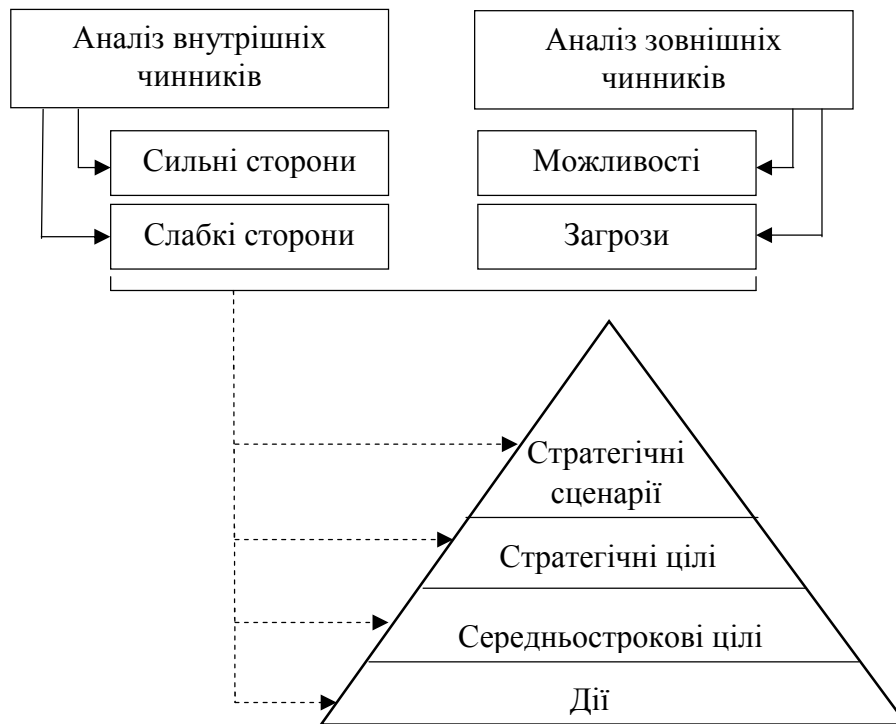 Аналіз внутрішніх
чинників
Аналіз зовнішніх
чинників
Сильні сторони
Можливості
Слабкі сторони
Загрози
Стратегічні
сценарії
Стратегічні цілі
Середньострокові цілі
Дії